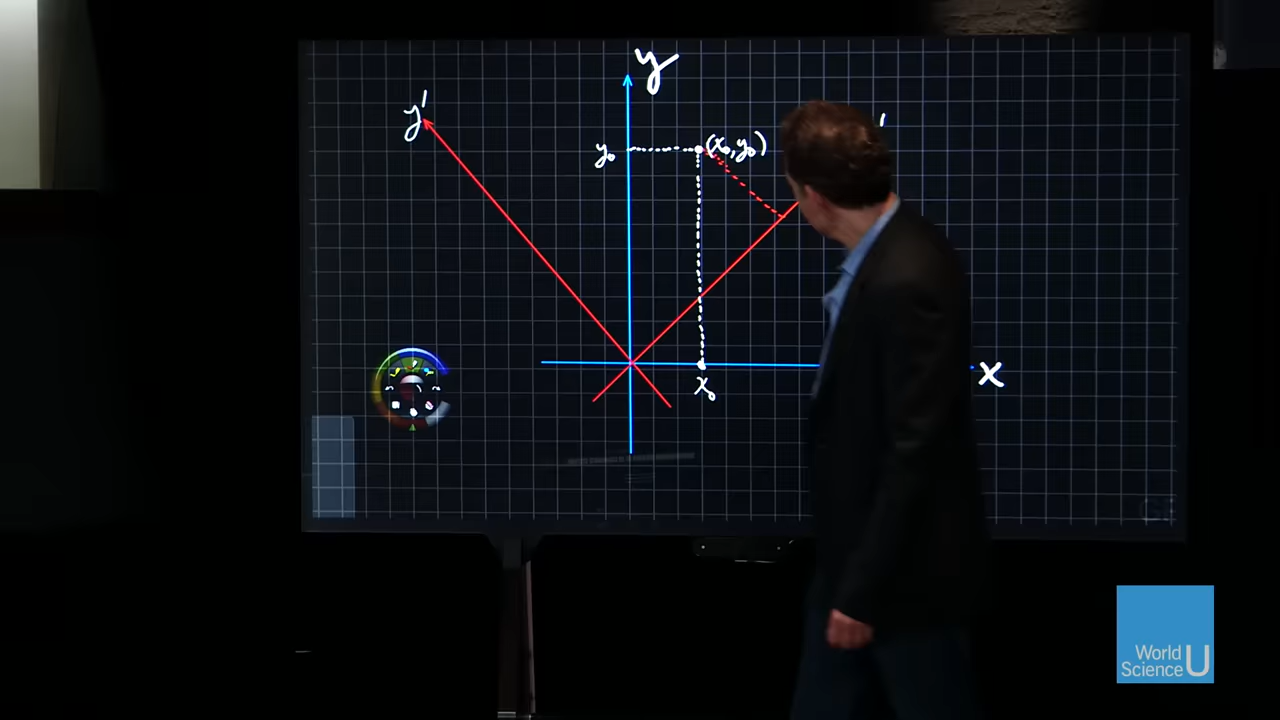 y
y'
y₀
(x₀,y₀)
'
x
x₀
World
Science U